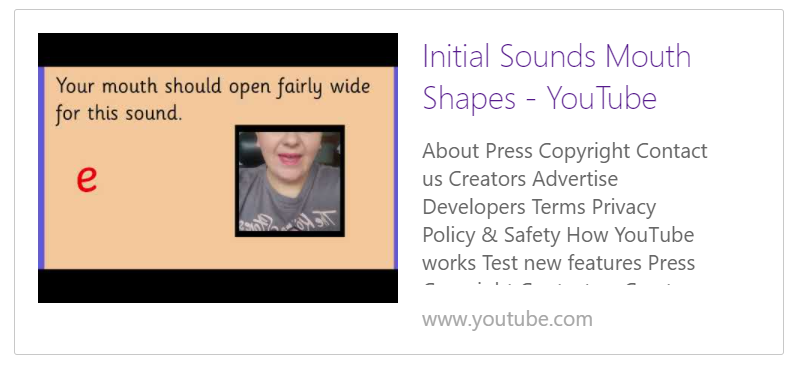 Your mouth should open fairly wide
for this sound.
e
Initial Sounds Mouth
Shapes - YouTube
About Press Copyright Contact
us Creators Advertise
Developers Terms Privacy
Policy & Safety How YouTube
works Test new features Press
www.youtube.com